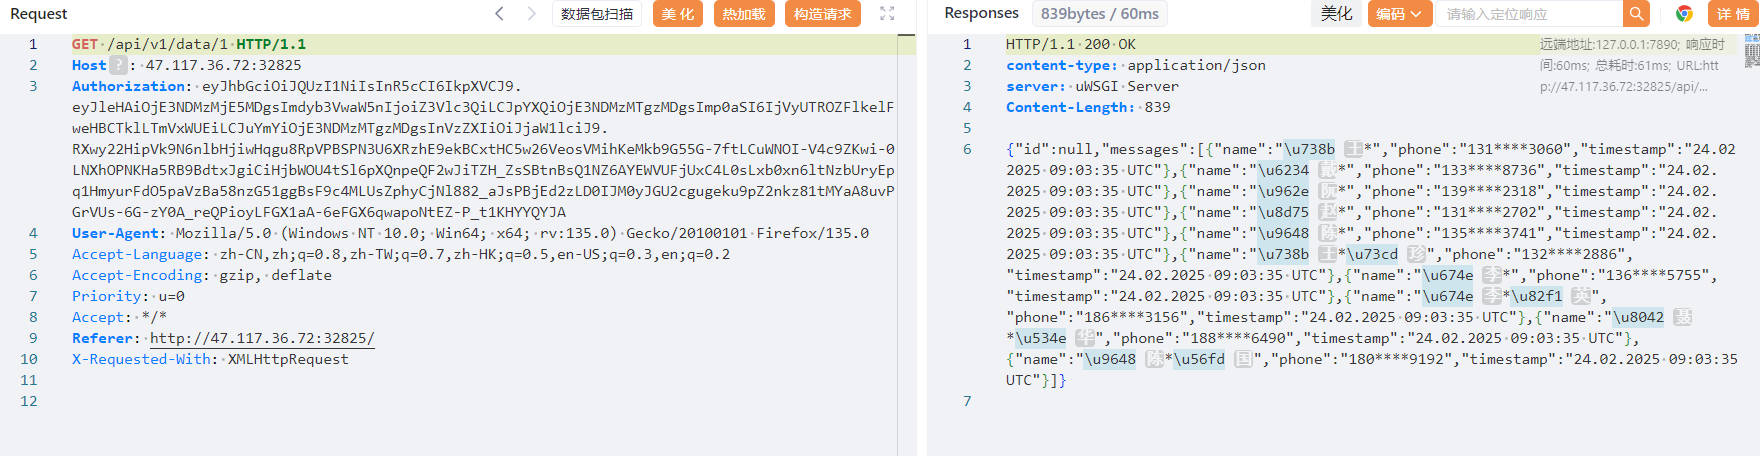 Request
数据包扫描 美 化 热加载 构造请求
1 GET /api/v1/data/1 HTTP/1.1
2 Host ? : 47.117.36.72:32825
3 Authorization: eyJhbGciOiJQUzI1NiIsInR5cCI6IkpXVCJ9.
eyJleHAiOjE3NDMzMjE5MDgsImdyb3VwaW5nIjoiZ3Vlc3QiLCJpYXQiOjE3NDMzMTgzMDgsImp0aSI6IjVyUTROZFlkelF
weHBCTklLTmVxWUEiLCJuYmYiOjE3NDMzMTgzMDgsInVzZXIiOiJjaW1lciJ9.
RXwy22HipVk9N6nlbHjiwHqgu8RpVPBSPN3U6XRzhE9ekBCxtHC5w26VeosVMihKeMkb9G55G-7ftLCuWNOI-V4c9ZKwi-0
LNXhOPNKHa5RB9BdtxJgiCiHjbWOU4tSl6pXQnpeQF2wJiTZH_ZsSBtnBsQ1NZ6AYEWVUFjUxC4L0sLxb0xn6ltNzbUryEp
q1HmyurFdO5paVzBa58nzG51ggBsF9c4MLUsZphyCjNl882_aJsPBjEd2zLD0IJM0yJGU2cgugeku9pZ2nkz81tMYaA8uvP
GrVUs-6G-zY0A_reQPioyLFGX1aA-6eFGX6qwapoNtEZ-P_t1KHYYQYJA
4 User-Agent: Mozilla/5.0 (Windows NT 10.0; Win64; x64; rv:135.0) Gecko/20100101 Firefox/135.0
5 Accept-Language: zh-CN,zh;q=0.8,zh-TW;q=0.7,zh-HK;q=0.5,en-US;q=0.3,en;q=0.2
6 Accept-Encoding: gzip, deflate
7 Priority: u=0
8 Accept: */*
9 Referer: http://47.117.36.72:32825/
10 X-Requested-With: XMLHttpRequest
11
12
Responses 839bytes / 60ms 美化 编码 请输入定位响应 详 情
1 HTTP/1.1 200 OK
2 content-type: application/json
3 server: uWSGI Server
4 Content-Length: 839
5
远端地址:127.0.0.1:7890; 响应时
间:60ms; 总耗时:61ms; URL:htt
p://47.117.36.72:32825/api/...
6 {"id":null,"messages":[{"name":"\u738b 王*","phone":"131****3060","timestamp":"24.02.
2025 09:03:35 UTC"},{"name":"\u6234 戴*","phone":"133****8736","timestamp":"24.02.
2025 09:03:35 UTC"},{"name":"\u962e 阮*","phone":"139****2318","timestamp":"24.02.
2025 09:03:35 UTC"},{"name":"\u8d75 赵*","phone":"131****2702","timestamp":"24.02.
2025 09:03:35 UTC"},{"name":"\u9648 陈*","phone":"135****3741","timestamp":"24.02.
2025 09:03:35 UTC"},{"name":"\u738b 王*\u73cd 珍","phone":"132****2886",
"timestamp":"24.02.2025 09:03:35 UTC"},{"name":"\u674e 李*","phone":"136****5755",
"timestamp":"24.02.2025 09:03:35 UTC"},{"name":"\u674e 李*\u82f1 英",
"phone":"186****3156","timestamp":"24.02.2025 09:03:35 UTC"},{"name":"\u8042 聂
*\u534e 华","phone":"188****6490","timestamp":"24.02.2025 09:03:35 UTC"},
{"name":"\u9648 陈*\u56fd 国","phone":"180****9192","timestamp":"24.02.2025 09:03:35
UTC"}]}
7